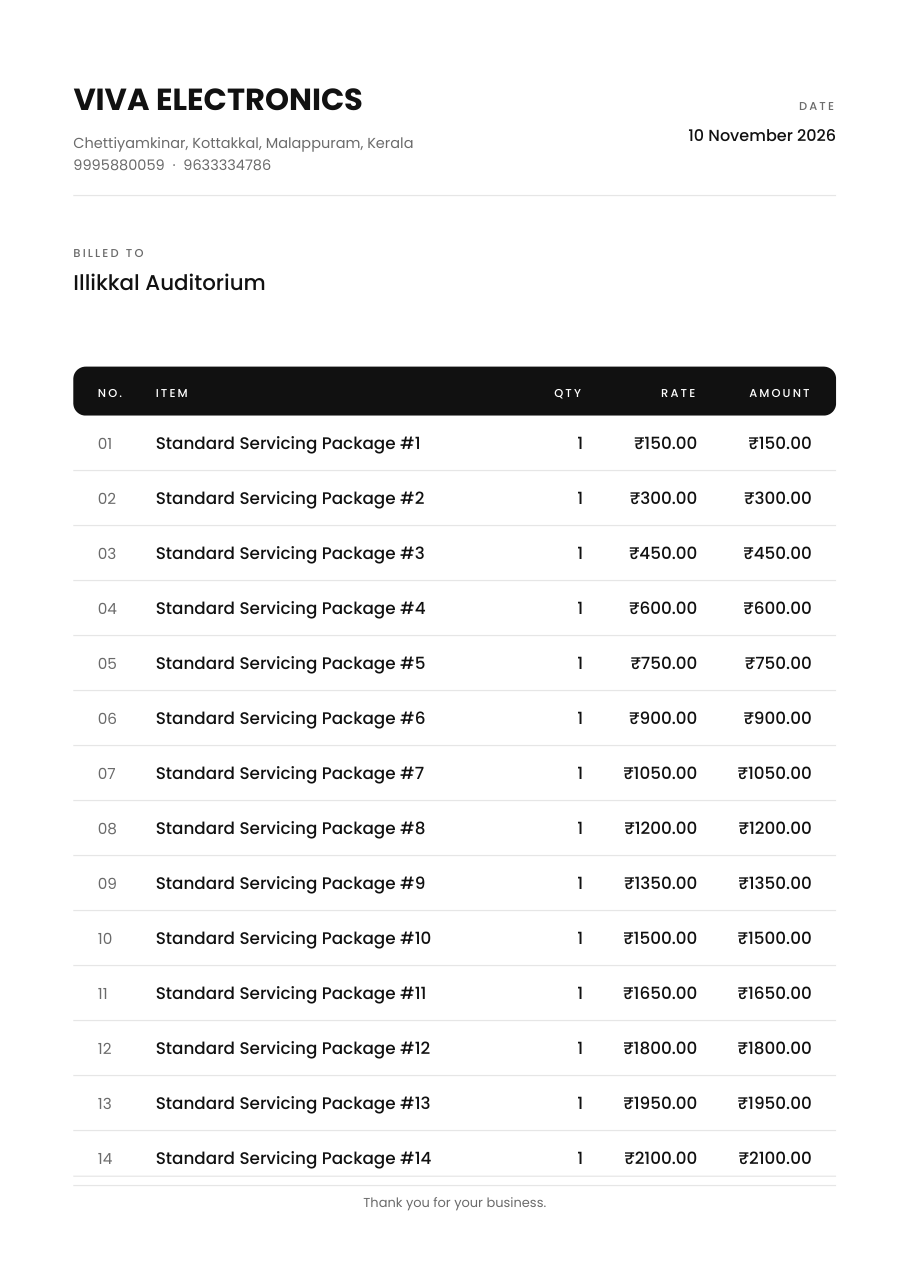 VIVA ELECTRONICS
DATE
Chettiyamkinar, Kottakkal, Malappuram, Kerala
10 November 2026
9995880059 · 9633334786
BILLED TO
Illikkal Auditorium
NO. ITEM QTY RATE AMOUNT
01 Standard Servicing Package #1 1 ₹150.00 ₹150.00
02 Standard Servicing Package #2 1 ₹300.00 ₹300.00
03 Standard Servicing Package #3 1 ₹450.00 ₹450.00
04 Standard Servicing Package #4 1 ₹600.00 ₹600.00
05 Standard Servicing Package #5 1 ₹750.00 ₹750.00
06 Standard Servicing Package #6 1 ₹900.00 ₹900.00
07 Standard Servicing Package #7 1 ₹1050.00 ₹1050.00
08 Standard Servicing Package #8 1 ₹1200.00 ₹1200.00
09 Standard Servicing Package #9 1 ₹1350.00 ₹1350.00
10 Standard Servicing Package #10 1 ₹1500.00 ₹1500.00
11 Standard Servicing Package #11 1 ₹1650.00 ₹1650.00
12 Standard Servicing Package #12 1 ₹1800.00 ₹1800.00
13 Standard Servicing Package #13 1 ₹1950.00 ₹1950.00
14 Standard Servicing Package #14 1 ₹2100.00 ₹2100.00
Thank you for your business.